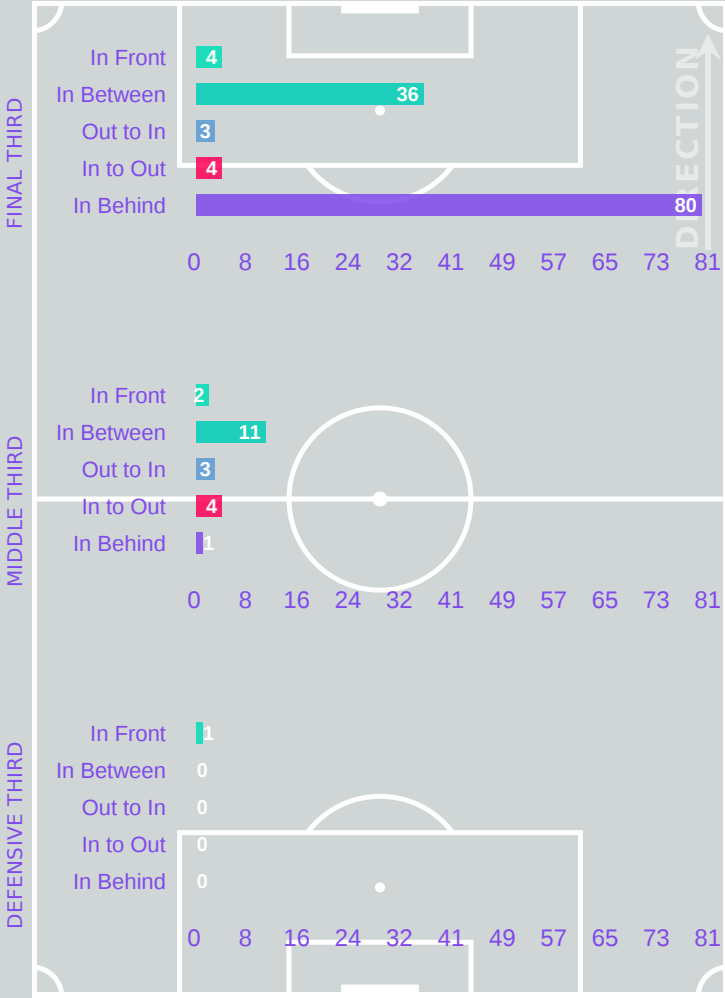 DIRECTION
FINAL THIRD
In Front 4
In Between 36
Out to In 3
In to Out 4
In Behind 80
0 8 16 24 32 41 49 57 65 73 81
MIDDLE THIRD
In Front 2
In Between 11
Out to In 3
In to Out 4
In Behind 1
0 8 16 24 32 41 49 57 65 73 81
DEFENSIVE THIRD
In Front 1
In Between 0
Out to In 0
In to Out 0
In Behind 0
0 8 16 24 32 41 49 57 65 73 81